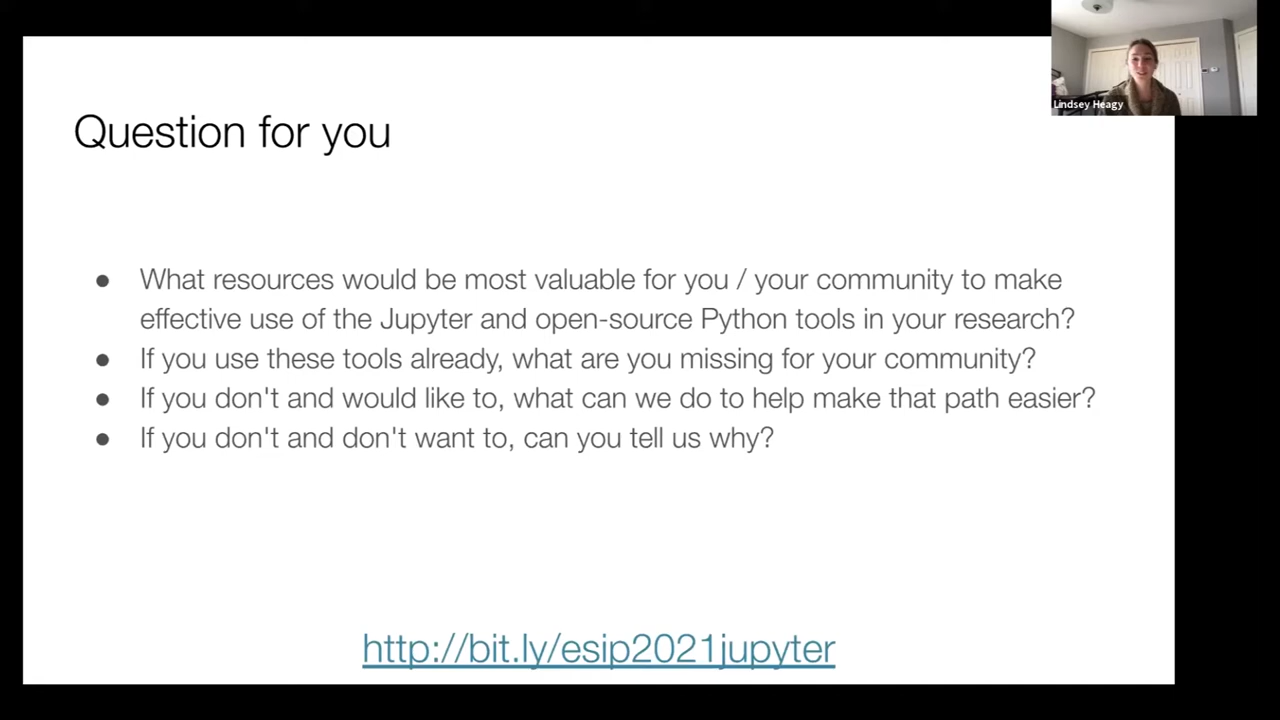 Lindsey Heagy
Question for you
● What resources would be most valuable for you / your community to make
effective use of the Jupyter and open-source Python tools in your research?
● If you use these tools already, what are you missing for your community?
● If you don't and would like to, what can we do to help make that path easier?
● If you don't and don't want to, can you tell us why?
http://bit.ly/esip2021jupyter